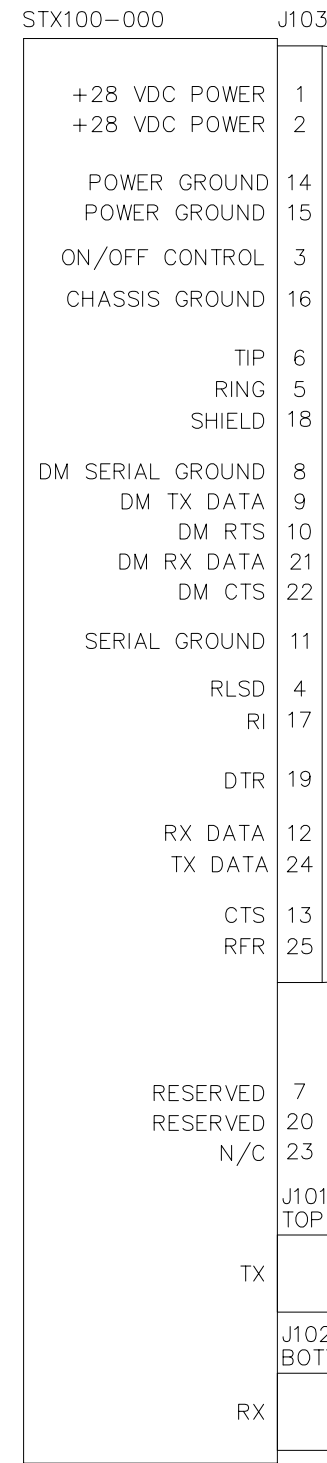 STX100-000 J103
+28 VDC POWER 1
+28 VDC POWER 2
POWER GROUND 14
POWER GROUND 15
ON/OFF CONTROL 3
CHASSIS GROUND 16
TIP 6
RING 5
SHIELD 18
DM SERIAL GROUND 8
DM TX DATA 9
DM RTS 10
DM RX DATA 21
DM CTS 22
SERIAL GROUND 11
RLSD 4
RI 17
DTR 19
RX DATA 12
TX DATA 24
CTS 13
RFR 25
RESERVED 7
RESERVED 20
N/C 23
J101
TOP
TX
J102
BOTT
RX